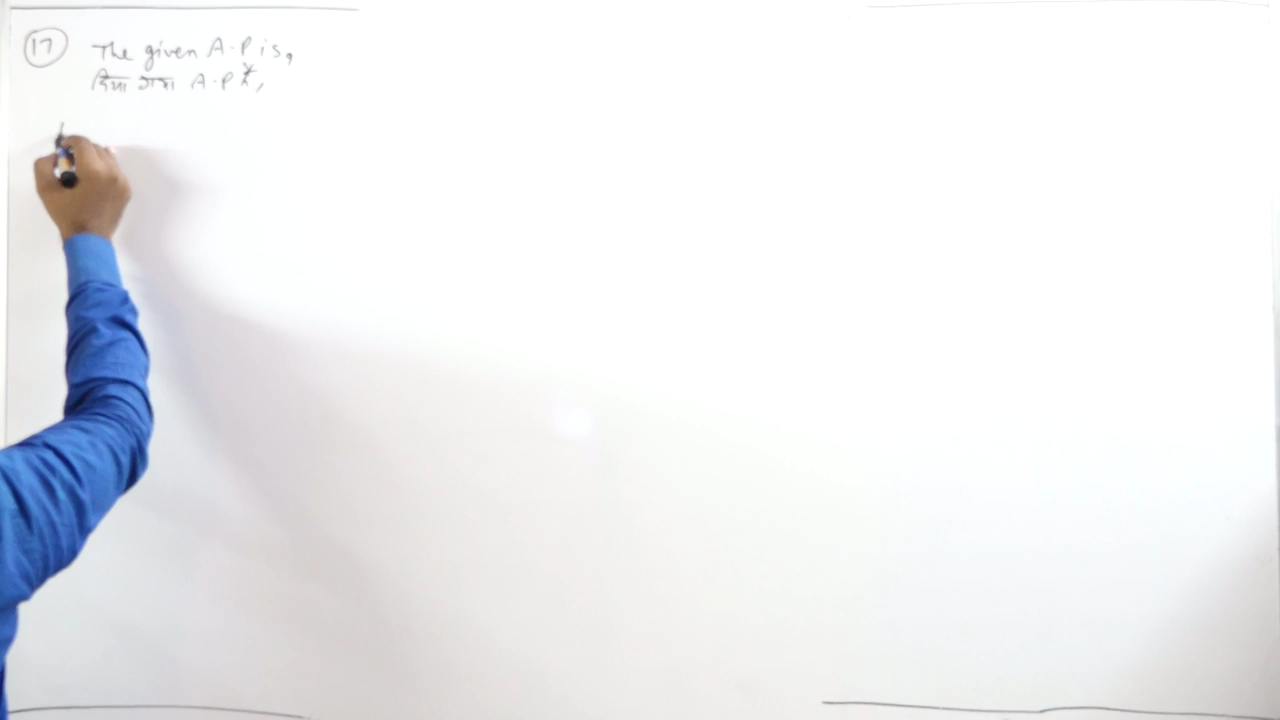 17 The given A.P is,
दिया गया A.P है,